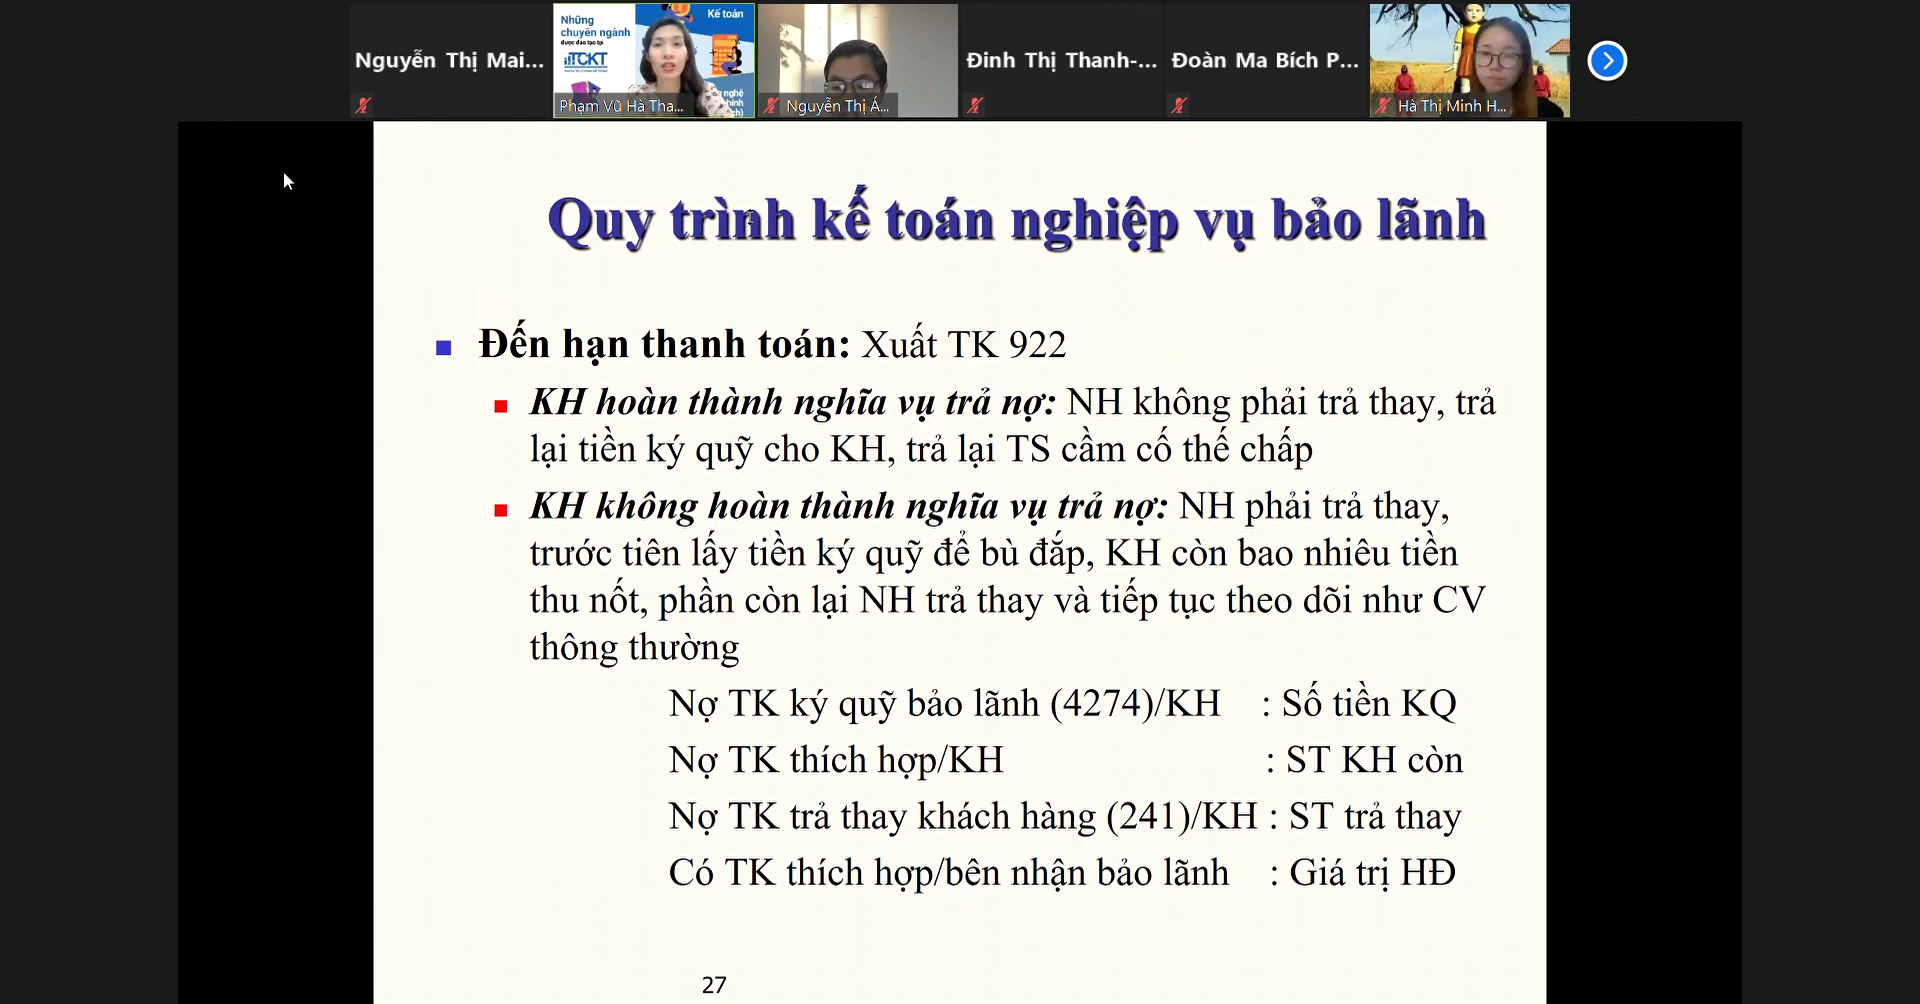 Nguyễn Thị Mai...
Những
chuyên ngành
được đào tạo tại
ITCKT
Kế toán
Phạm Vũ Hà Tha...
Nguyễn Thị Á...
Đinh Thị Thanh-...
Đoàn Ma Bích P...
Hà Thị Minh H...
Quy trình kế toán nghiệp vụ bảo lãnh
Đến hạn thanh toán: Xuất TK 922
KH hoàn thành nghĩa vụ trả nợ: NH không phải trả thay, trả
lại tiền ký quỹ cho KH, trả lại TS cầm cố thế chấp
KH không hoàn thành nghĩa vụ trả nợ: NH phải trả thay,
trước tiên lấy tiền ký quỹ để bù đắp, KH còn bao nhiêu tiền
thu nốt, phần còn lại NH trả thay và tiếp tục theo dõi như CV
thông thường
Nợ TK ký quỹ bảo lãnh (4274)/KH : Số tiền KQ
Nợ TK thích hợp/KH : ST KH còn
Nợ TK trả thay khách hàng (241)/KH : ST trả thay
Có TK thích hợp/bên nhận bảo lãnh : Giá trị HĐ
27